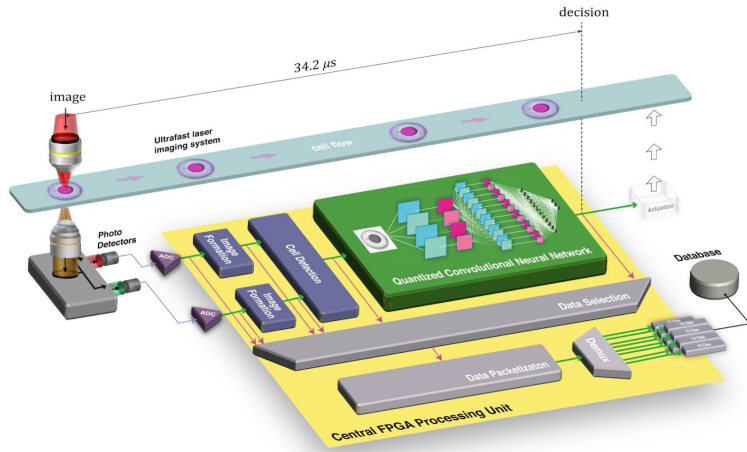 decision
34.2 μs
image
Ultrafast laser
imaging system
cell flow
Photo
Detectors
ADC
Image
Formation
Cell Detection
Quantized Convolutional Neural Network
Actuation
ADC
Image
Formation
Data Selection
Database
Data Packetizaton
Demux
Central FPGA Processing Unit